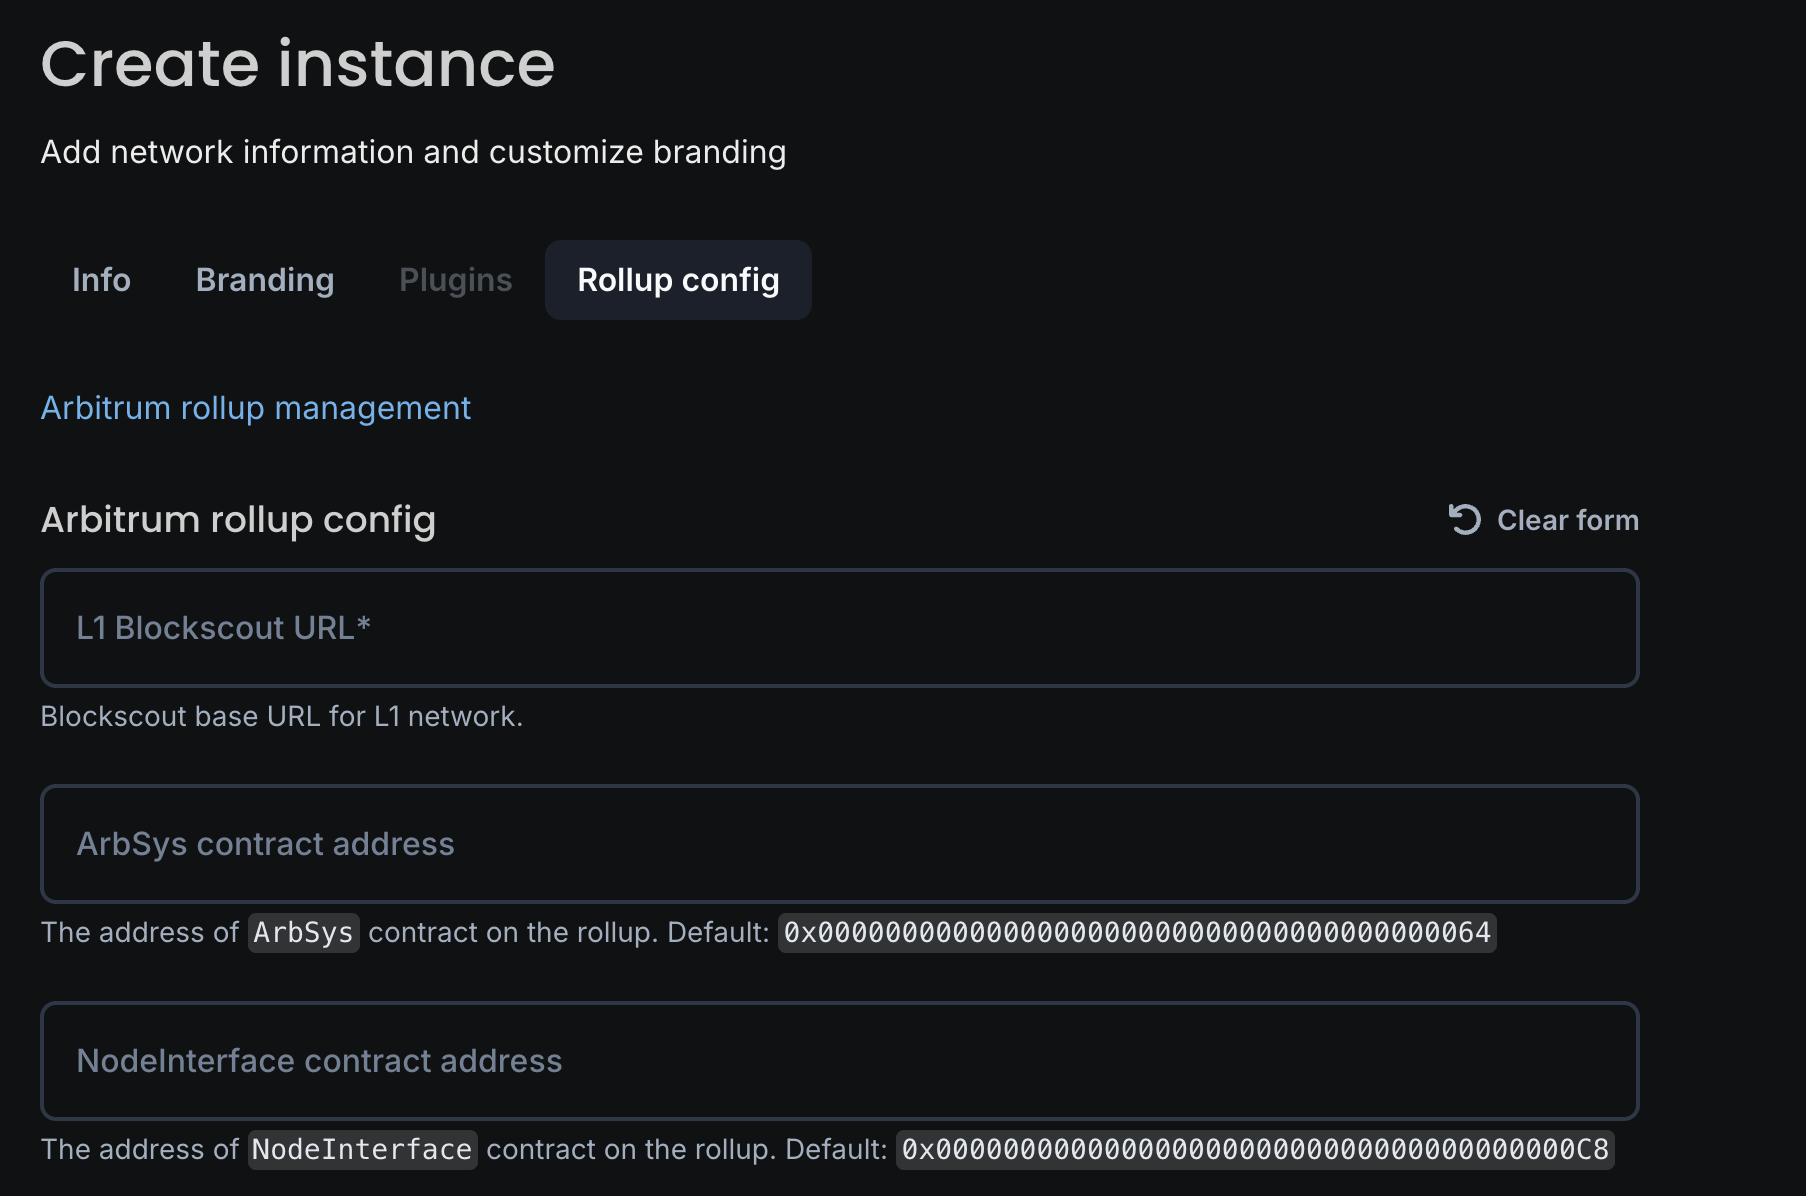 Create instance
Add network information and customize branding
Info Branding Plugins Rollup config
Arbitrum rollup management
Arbitrum rollup config Clear form
L1 Blockscout URL*
Blockscout base URL for L1 network.
ArbSys contract address
The address of ArbSys contract on the rollup. Default: 0x0000000000000000000000000000000000000064
NodeInterface contract address
The address of NodeInterface contract on the rollup. Default: 0x00000000000000000000000000000000000000C8